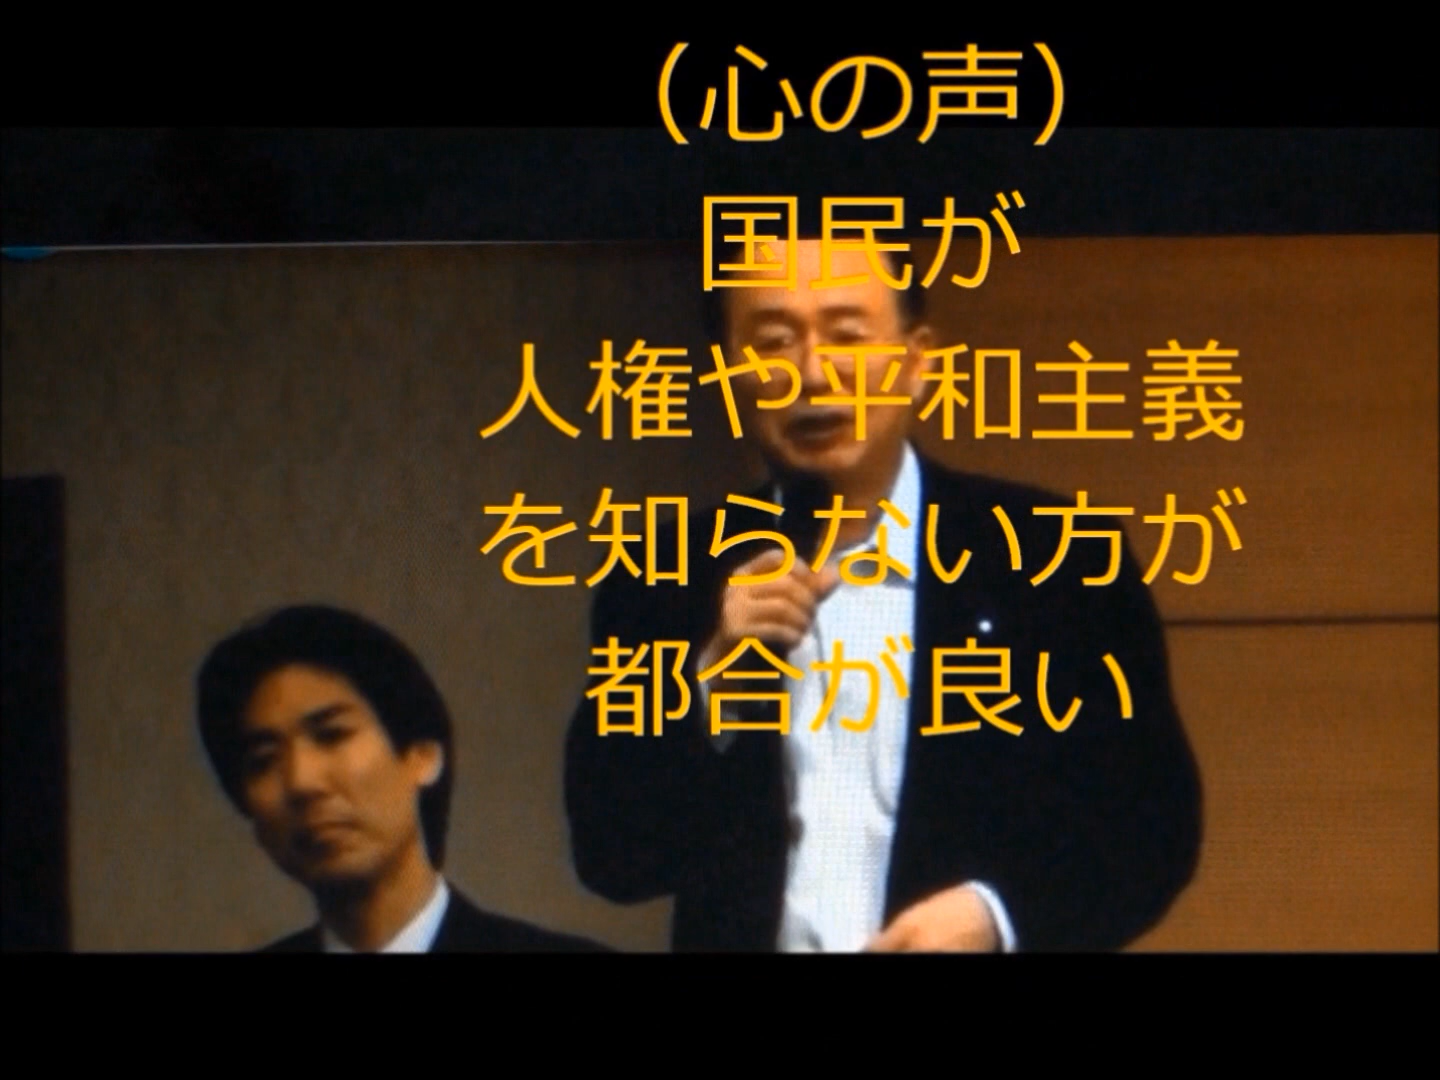 （心の声）
国民が
人権や平和主義
を知らない方が
都合が良い